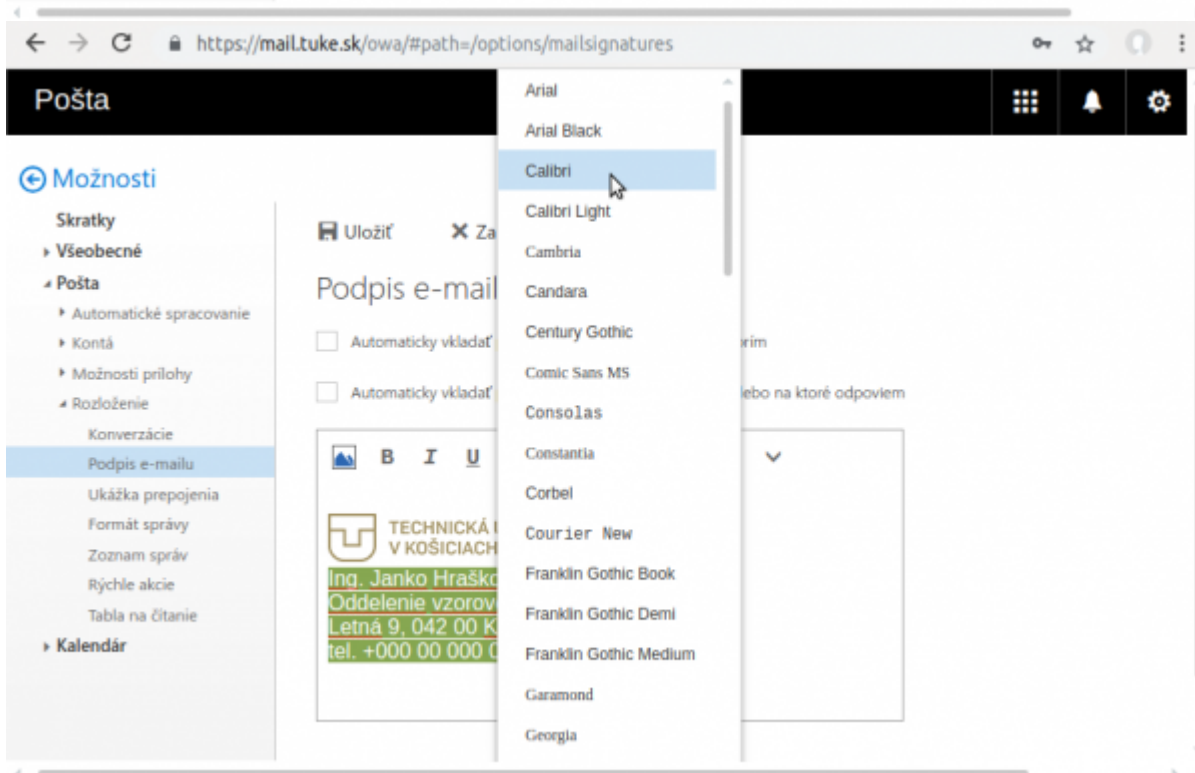 https://mail.tuke.sk/owa/#path=/options/mailsignatures
Pošta
Možnosti
Skratky
Všeobecné
Pošta
Automatické spracovanie
Kontá
Možnosti prílohy
Rozloženie
Konverzácie
Podpis e-mailu
Ukážka prepojenia
Formát správy
Zoznam správ
Rýchle akcie
Tabla na čítanie
Kalendár
Uložiť
Za
Podpis e-mail
Automaticky vkladať
Automaticky vkladať
ebo na ktoré odpoviem
B I U
TECHNICKÁ
V KOŠICIACH
Ing. Janko Hraško
Oddelenie vzorov
Letná 9, 042 00 K
tel. +000 00 000 0
Arial
Arial Black
Calibri
Calibri Light
Cambria
Candara
Century Gothic
Comic Sans MS
Consolas
Constantia
Corbel
Courier New
Franklin Gothic Book
Franklin Gothic Demi
Franklin Gothic Medium
Garamond
Georgia